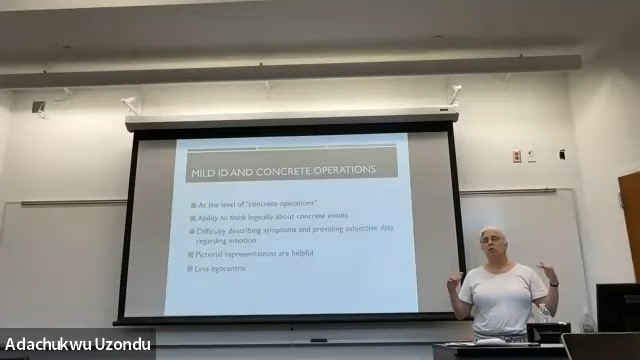 MILD ID AND CONCRETE OPERATIONS
At the level of "concrete operations"
Ability to think logically about concrete events
Difficulty describing symptoms and providing subjective data
regarding emotion
Pictorial representations are helpful
Less egocentric
Adachukwu Uzondu